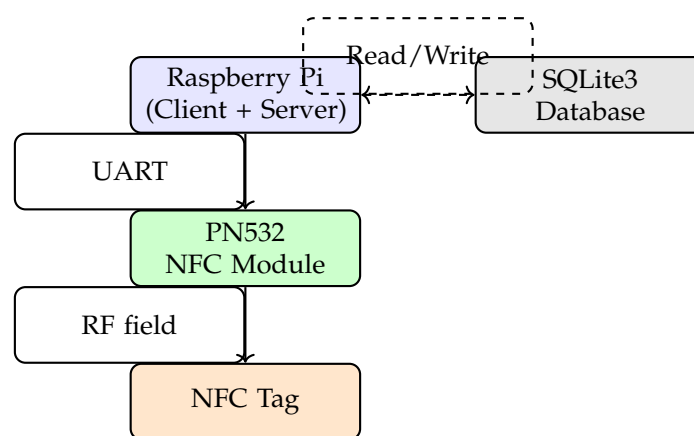 Read/Write
Raspberry Pi
(Client + Server)
SQLite3
Database
UART
PN532
NFC Module
RF field
NFC Tag